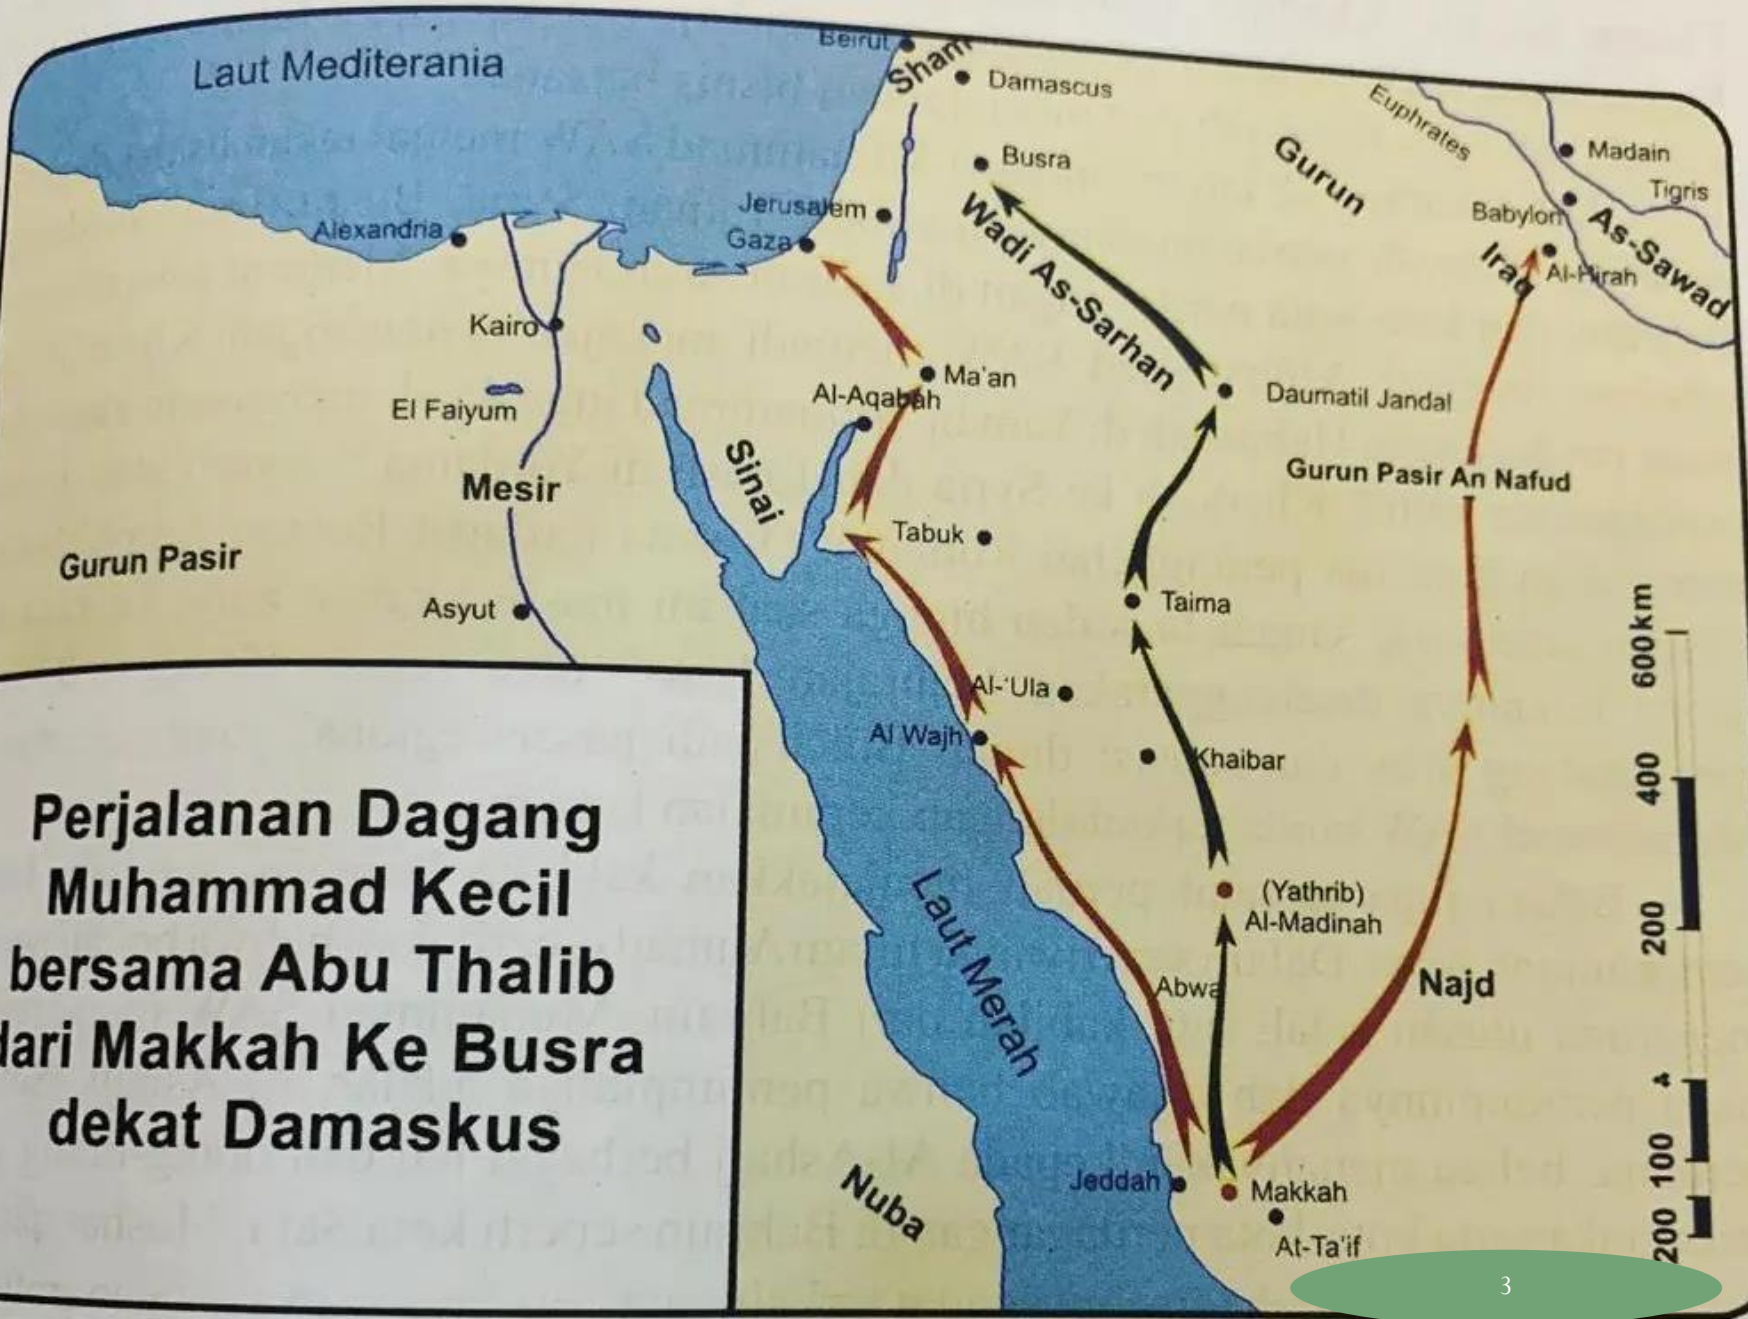 Laut Mediterania
Beirut
Sham
Damascus
Busra
Gurun
Euphrates
Madain
Tigris
Babylon
As-Sawad
Iraq
Al-Hirah
Jerusalem
Gaza
Alexandria
Wadi As-Sarhan
Kairo
El Faiyum
Mesir
Gurun Pasir
Asyut
Sinai
Ma'an
Al-Aqabah
Daumatil Jandal
Gurun Pasir An Nafud
Tabuk
Taima
Al-'Ula
Al Wajh
Khaibar
(Yathrib)
Al-Madinah
Abwa
Najd
Laut Merah
Jeddah
Makkah
At-Ta'if
Nuba
600km
400
200
100
200
Perjalanan Dagang
Muhammad Kecil
bersama Abu Thalib
dari Makkah Ke Busra
dekat Damaskus
3